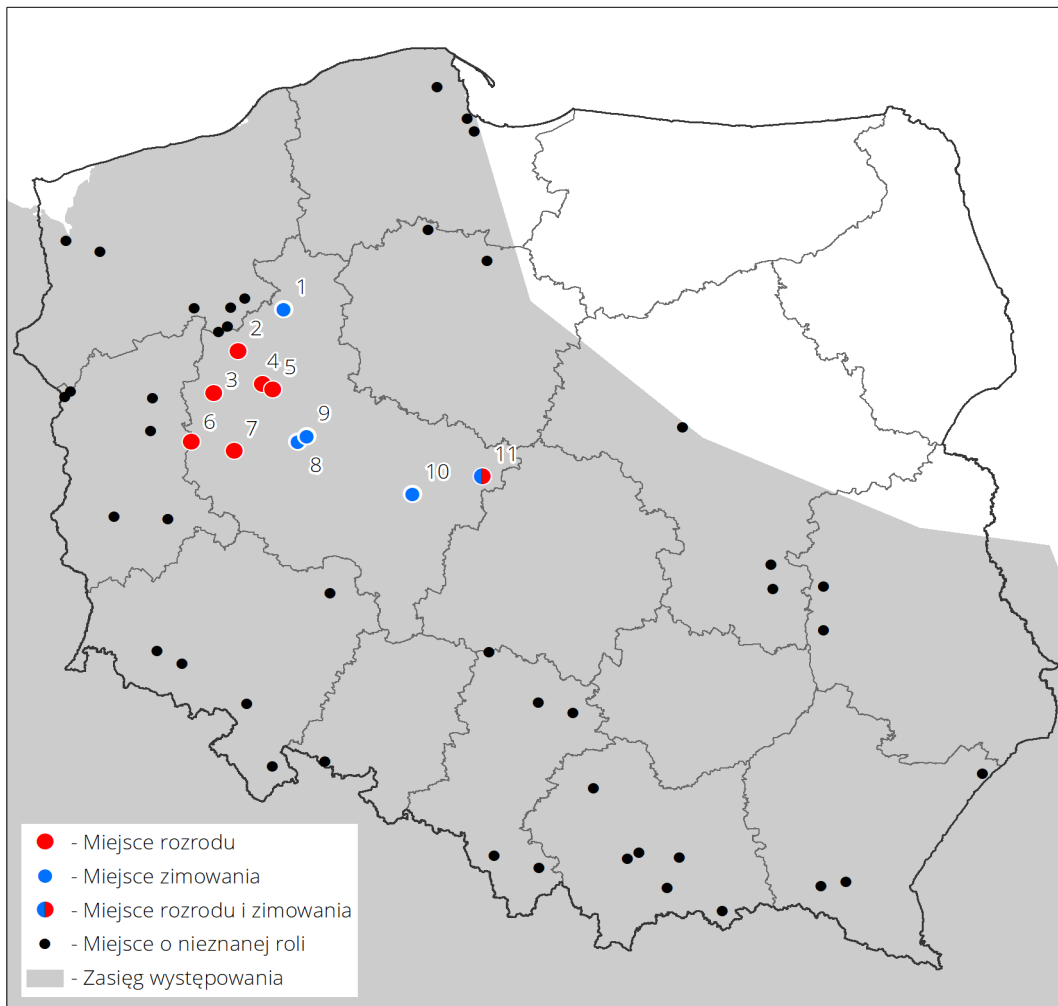 1
2
4
5
3
9
6
7
8
11
10
- Miejsce rozrodu
- Miejsce zimowania
- Miejsce rozrodu i zimowania
- Miejsce o nieznanej roli
- Zasięg występowania